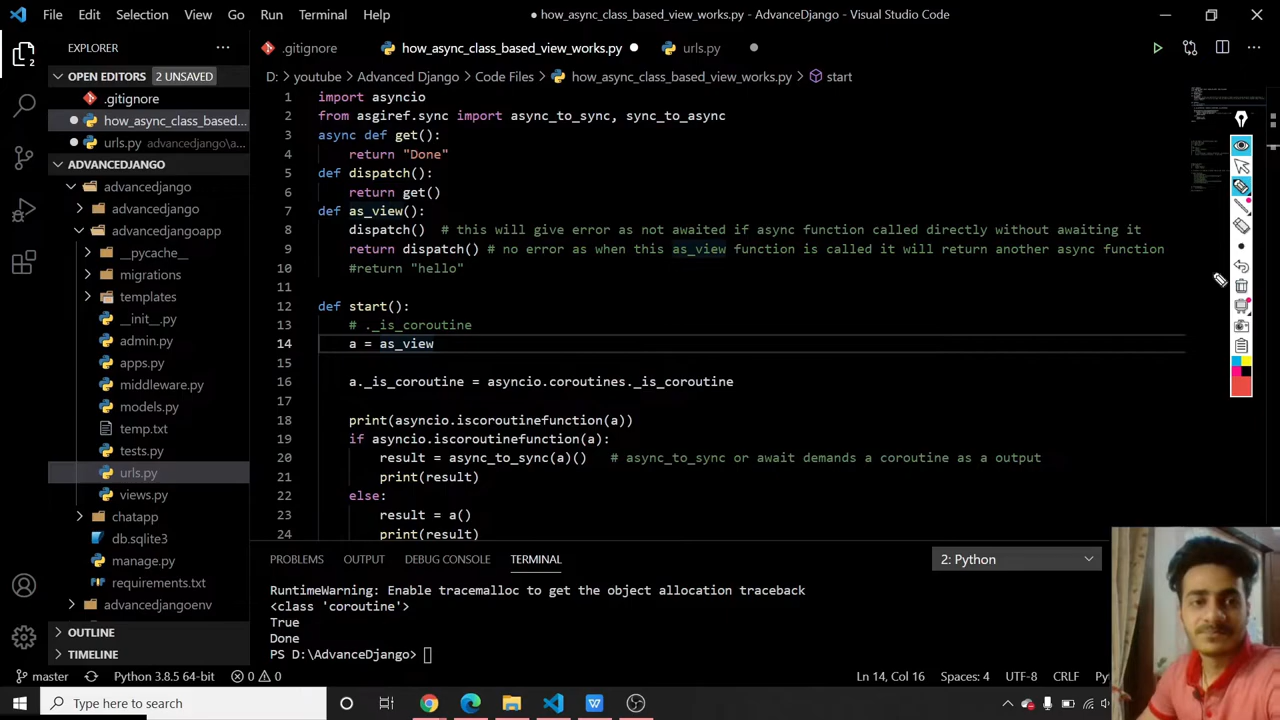 File Edit Selection View Go Run Terminal Help
how_async_class_based_view_works.py - AdvanceDjango - Visual Studio Code
EXPLORER
.gitignore
how_async_class_based_view_works.py
urls.py
OPEN EDITORS 2 UNSAVED
D: > youtube > Advanced Django > Code Files > how_async_class_based_view_works.py > start
.gitignore
how_async_class_based...
urls.py advancedjango\a...
ADVANCEDJANGO
advancedjango
advancedjango
advancedjangoapp
__pycache__
migrations
templates
__init__.py
admin.py
apps.py
middleware.py
models.py
temp.txt
tests.py
urls.py
views.py
chatapp
db.sqlite3
manage.py
requirements.txt
advancedjangoenv
OUTLINE
TIMELINE
1 import asyncio
2 from asgiref.sync import async_to_sync, sync_to_async
3 async def get():
4 return "Done"
5 def dispatch():
6 return get()
7 def as_view():
8 dispatch() # this will give error as not awaited if async function called directly without awaiting it
9 return dispatch() # no error as when this as_view function is called it will return another async function
10 #return "hello"
11
12 def start():
13 # ._is_coroutine
14 a = as_view
15
16 a._is_coroutine = asyncio.coroutines._is_coroutine
17
18 print(asyncio.iscoroutinefunction(a))
19 if asyncio.iscoroutinefunction(a):
20 result = async_to_sync(a)() # async_to_sync or await demands a coroutine as a output
21 print(result)
22 else:
23 result = a()
24 print(result)
PROBLEMS OUTPUT DEBUG CONSOLE TERMINAL
2: Python
RuntimeWarning: Enable tracemalloc to get the object allocation traceback
<class 'coroutine'>
True
Done
PS D:\AdvanceDjango>
2
master Python 3.8.5 64-bit 0 0 Ln 14, Col 16 Spaces: 4 UTF-8 CRLF Py
Type here to search